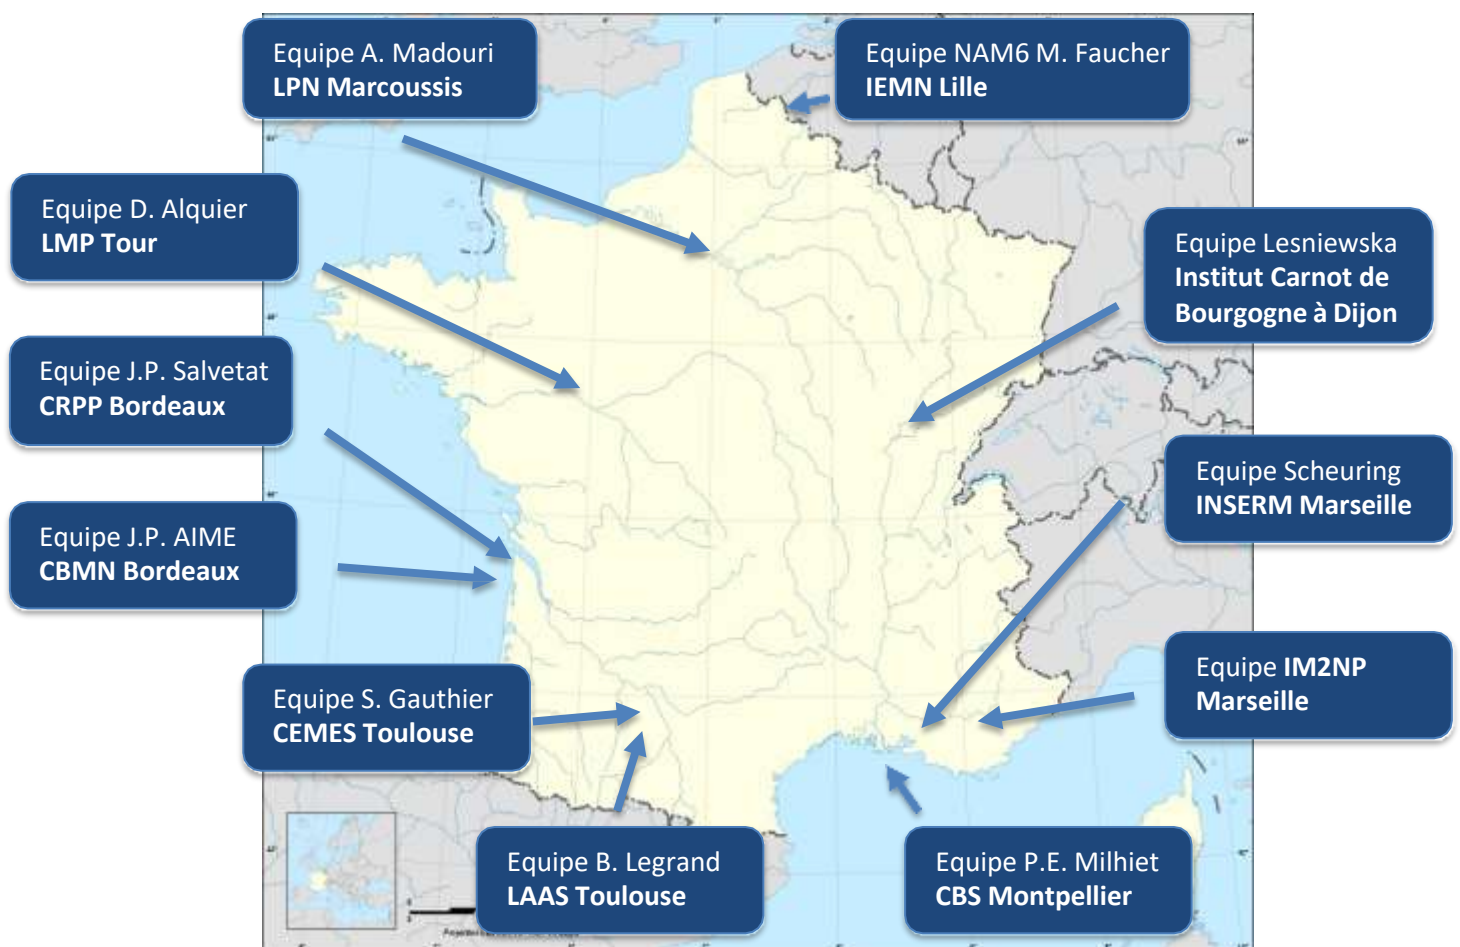 Equipe A. Madouri
LPN Marcoussis
Equipe NAM6 M. Faucher
IEMN Lille
Equipe D. Alquier
LMP Tour
Equipe Lesniewska
Institut Carnot de
Bourgogne à Dijon
Equipe J.P. Salvetat
CRPP Bordeaux
Equipe Scheuring
INSERM Marseille
Equipe J.P. AIME
CBMN Bordeaux
Equipe IM2NP
Marseille
Equipe S. Gauthier
CEMES Toulouse
Equipe B. Legrand
LAAS Toulouse
Equipe P.E. Milhiet
CBS Montpellier